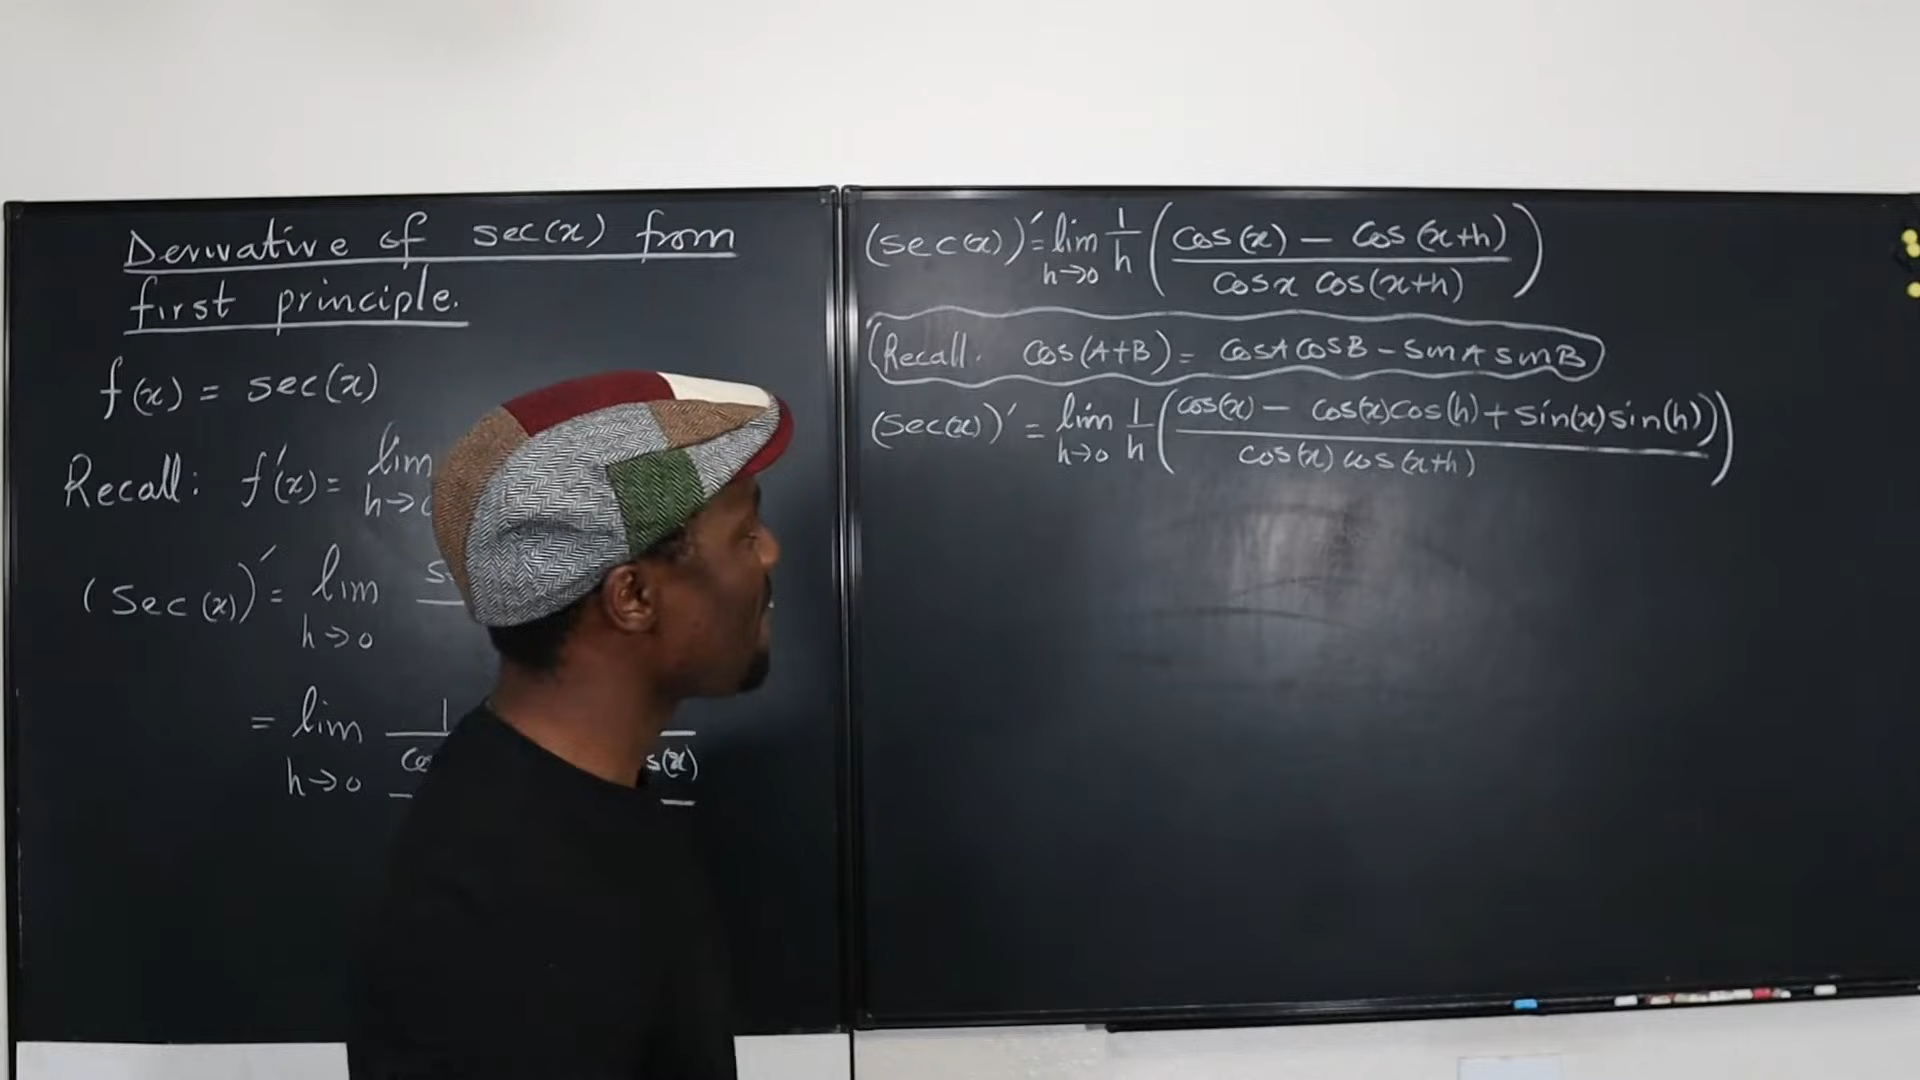 Derivative of sec(x) from
first principle.
f(x) = sec(x)
Recall: f'(x) = lim h→0
(sec(x))' = lim h→0
= lim h→0 1
(sec(x))' = lim h→0 1/h ( (cos(x) − cos(x+h)) / (cosx cos(x+h)) )
Recall. cos(A+B) = cosA cosB − sinA sinB
(sec(x))' = lim h→0 1/h ( (cos(x) − cos(x)cos(h) + sin(x)sin(h)) / (cos(x) cos(x+h)) )